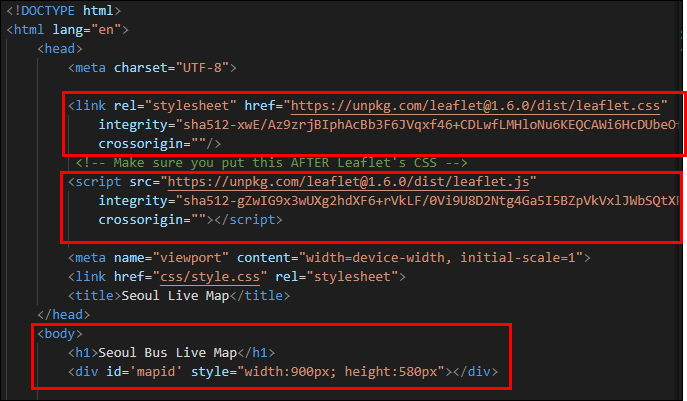 <!DOCTYPE html>
<html lang="en">
<head>
<meta charset="UTF-8">
<link rel="stylesheet" href="https://unpkg.com/leaflet@1.6.0/dist/leaflet.css"
integrity="sha512-xwE/Az9zrjBIphAcBb3F6JVqxf46+CDLwfLMHloNu6KEQCAWi6HcDUbeO
crossorigin=""/>
<!-- Make sure you put this AFTER Leaflet's CSS -->
<script src="https://unpkg.com/leaflet@1.6.0/dist/leaflet.js"
integrity="sha512-gZwIG9x3wUXg2hdXF6+rVkLF/0Vi9U8D2Ntg4Ga5I5BZpVkVxlJWbSQtX
crossorigin=""></script>
<meta name="viewport" content="width=device-width, initial-scale=1">
<link href="css/style.css" rel="stylesheet">
<title>Seoul Live Map</title>
</head>
<body>
<h1>Seoul Bus Live Map</h1>
<div id='mapid' style="width:900px; height:580px"></div>